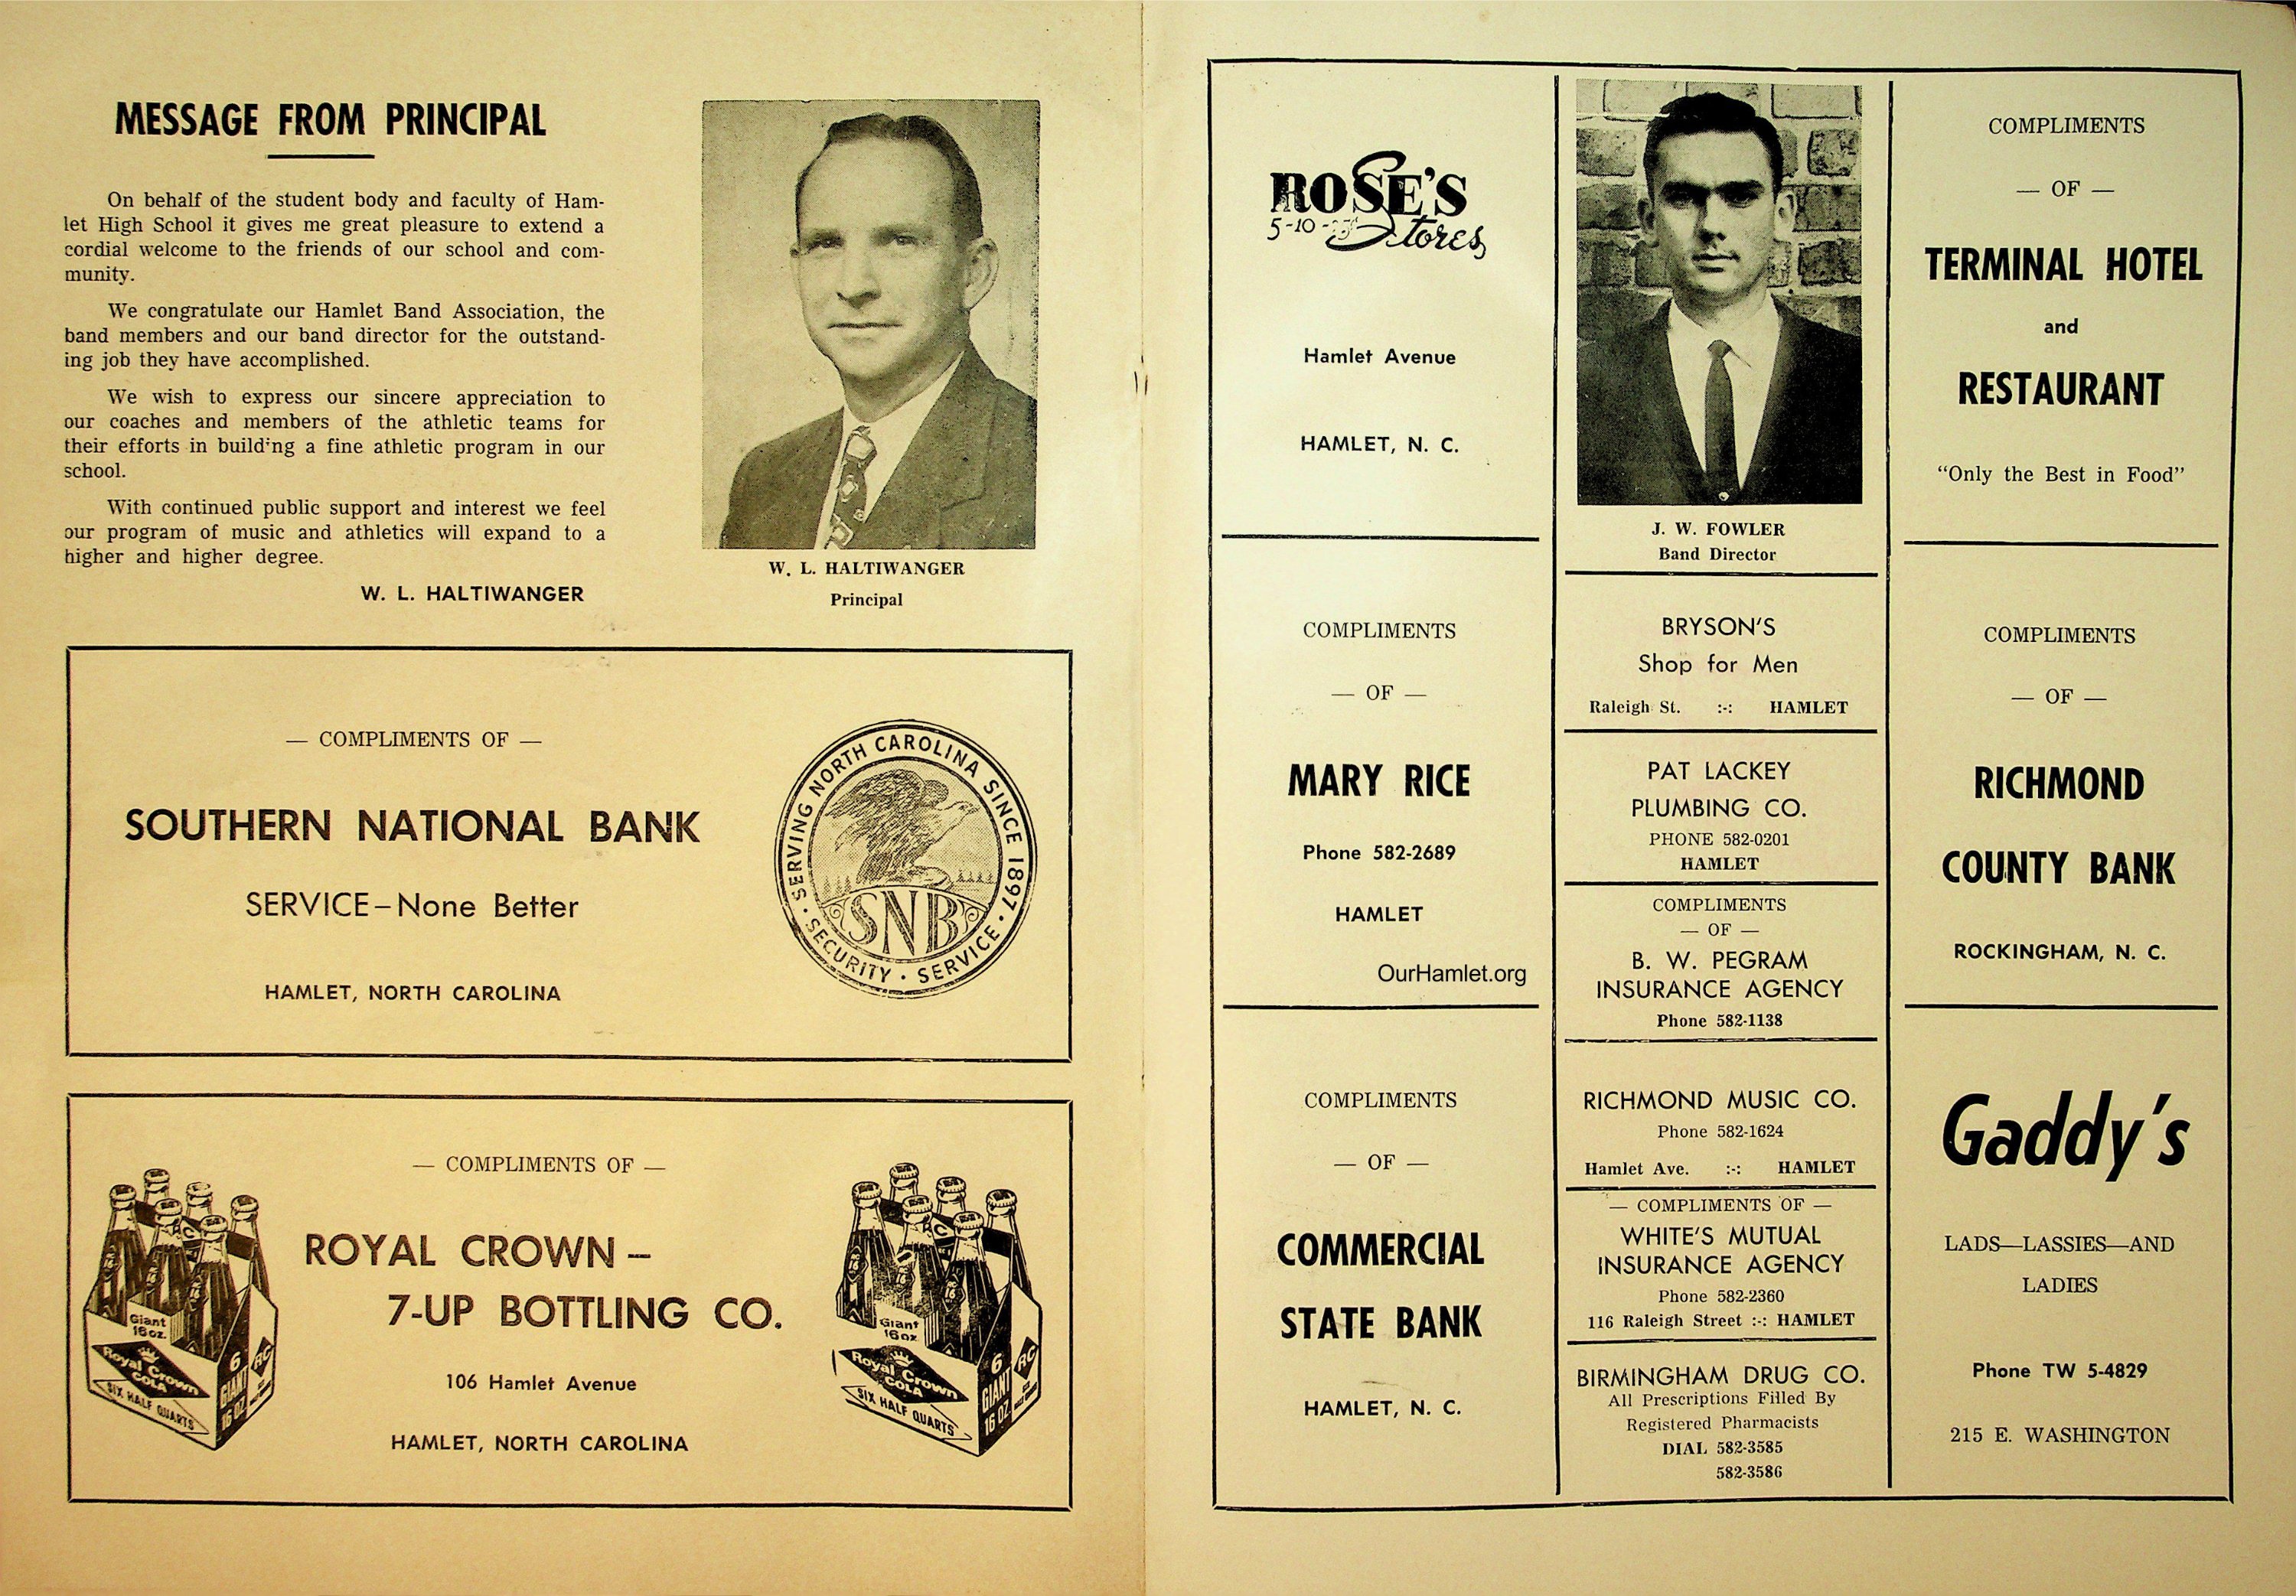 MESSAGE FROM PRINCIPAL
On behalf of the student body and faculty of Ham-
let High School it gives me great pleasure to extend a
cordial welcome to the friends of our school and com-
munity.
We congratulate our Hamlet Band Association, the
band members and our band director for the outstand-
ing job they have accomplished.
We wish to express our sincere appreciation to
our coaches and members of the athletic teams for
their efforts in building a fine athletic program in our
school.
With continued public support and interest we feel
our program of music and athletics will expand to a
higher and higher degree.
W. L. HALTIWANGER
W. L. HALTIWANGER
Principal
— COMPLIMENTS OF —
SOUTHERN NATIONAL BANK
SERVICE – None Better
HAMLET, NORTH CAROLINA
SERVING NORTH CAROLINA SINCE 1897 · SERVICE · SECURITY ·
SNB
— COMPLIMENTS OF —
ROYAL CROWN –
7-UP BOTTLING CO.
106 Hamlet Avenue
HAMLET, NORTH CAROLINA
Giant
16 oz.
Royal Crown
COLA
SIX HALF QUARTS
6
GIANT
16 OZ
RC
Giant
16 oz
Royal Crown
COLA
SIX HALF QUARTS
6
GIANT
16 OZ
RC
ROSE'S
5-10-25¢ Stores
Hamlet Avenue
HAMLET, N. C.
COMPLIMENTS
— OF —
MARY RICE
Phone 582-2689
HAMLET
OurHamlet.org
COMPLIMENTS
— OF —
COMMERCIAL
STATE BANK
HAMLET, N. C.
J. W. FOWLER
Band Director
BRYSON'S
Shop for Men
Raleigh St. :-: HAMLET
PAT LACKEY
PLUMBING CO.
PHONE 582-0201
HAMLET
COMPLIMENTS
— OF —
B. W. PEGRAM
INSURANCE AGENCY
Phone 582-1138
RICHMOND MUSIC CO.
Phone 582-1624
Hamlet Ave. :-: HAMLET
— COMPLIMENTS OF —
WHITE'S MUTUAL
INSURANCE AGENCY
Phone 582-2360
116 Raleigh Street :-: HAMLET
BIRMINGHAM DRUG CO.
All Prescriptions Filled By
Registered Pharmacists
DIAL 582-3585
582-3586
COMPLIMENTS
— OF —
TERMINAL HOTEL
and
RESTAURANT
"Only the Best in Food"
COMPLIMENTS
— OF —
RICHMOND
COUNTY BANK
ROCKINGHAM, N. C.
Gaddy's
LADS—LASSIES—AND
LADIES
Phone TW 5-4829
215 E. WASHINGTON